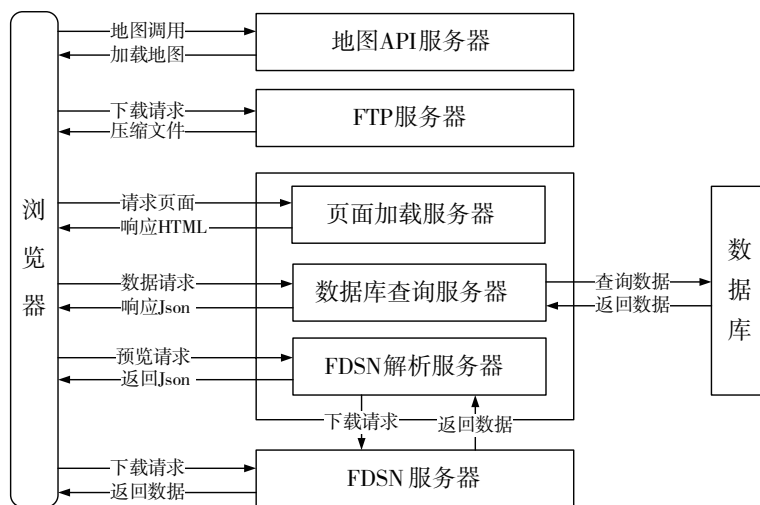 浏览器
地图调用
加载地图
地图API服务器
下载请求
压缩文件
FTP服务器
请求页面
响应HTML
页面加载服务器
数据请求
响应Json
数据库查询服务器
查询数据
返回数据
数据库
预览请求
返回Json
FDSN解析服务器
下载请求
返回数据
下载请求
返回数据
FDSN服务器